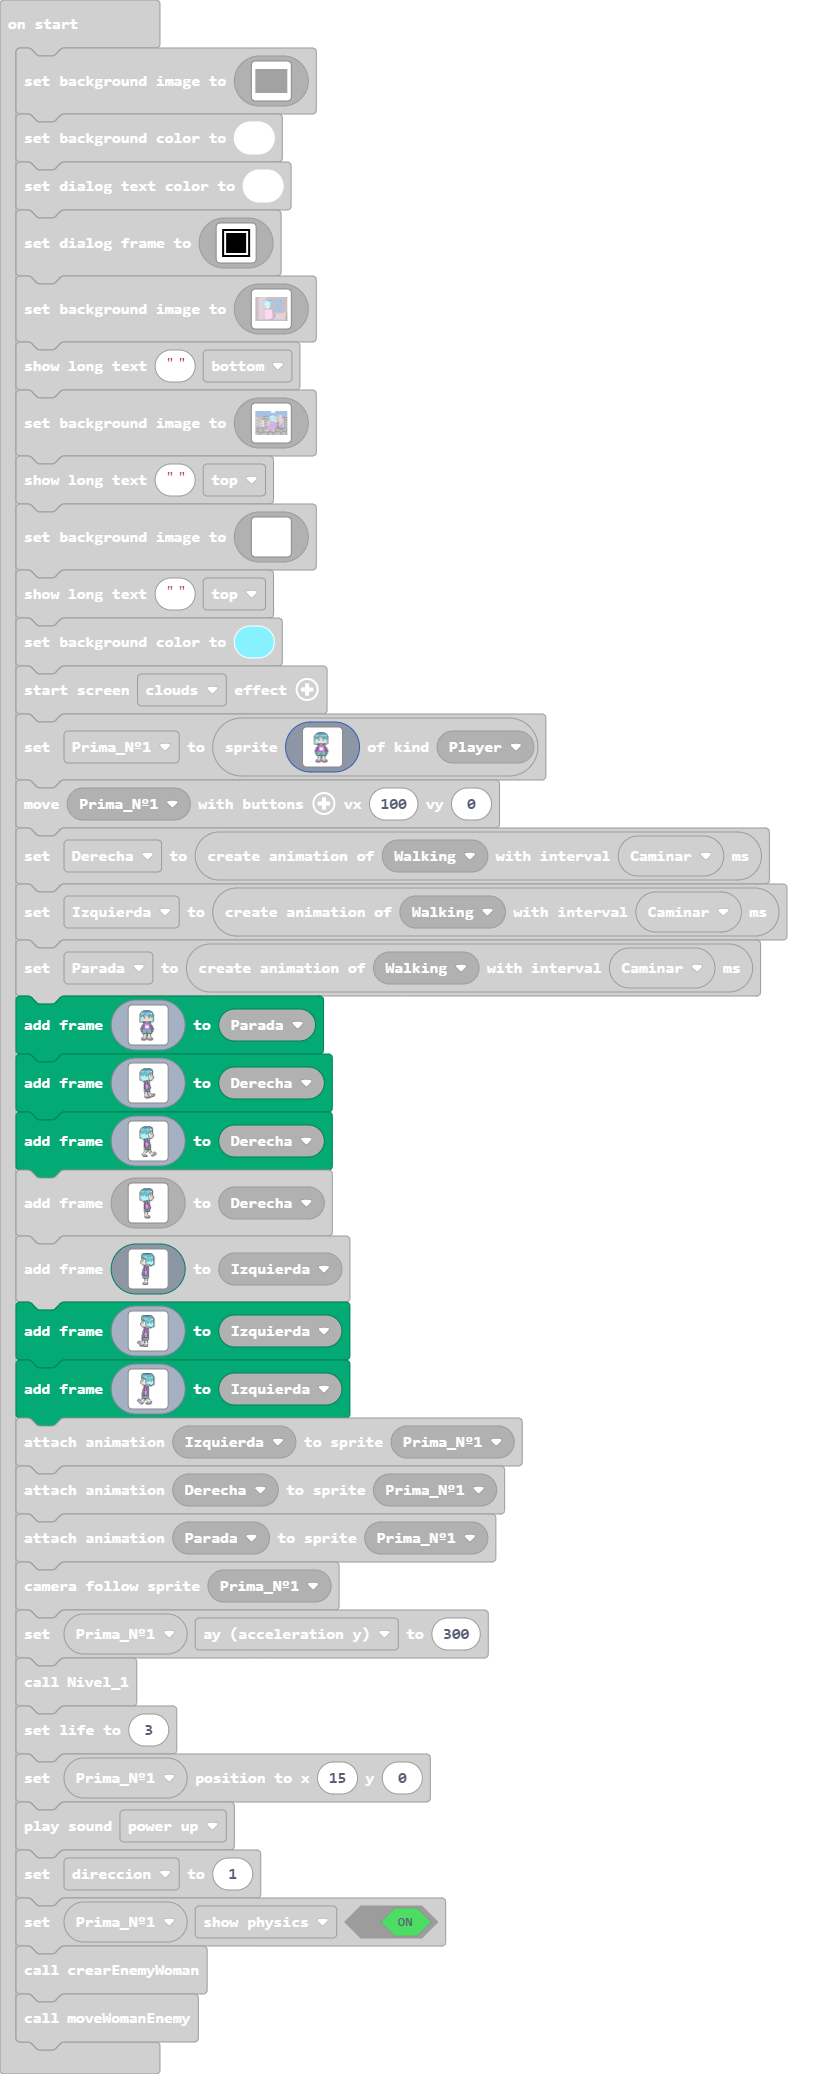 on start
set background image to
set background color to
set dialog text color to
set dialog frame to
set background image to
show long text " " bottom
set background image to
show long text " " top
set background image to
show long text " " top
set background color to
start screen clouds effect
set Prima_Nº1 to sprite of kind Player
move Prima_Nº1 with buttons vx 100 vy 0
set Derecha to create animation of Walking with interval Caminar ms
set Izquierda to create animation of Walking with interval Caminar ms
set Parada to create animation of Walking with interval Caminar ms
add frame to Parada
add frame to Derecha
add frame to Derecha
add frame to Derecha
add frame to Izquierda
add frame to Izquierda
add frame to Izquierda
attach animation Izquierda to sprite Prima_Nº1
attach animation Derecha to sprite Prima_Nº1
attach animation Parada to sprite Prima_Nº1
camera follow sprite Prima_Nº1
set Prima_Nº1 ay (acceleration y) to 300
call Nivel_1
set life to 3
set Prima_Nº1 position to x 15 y 0
play sound power up
set direccion to 1
set Prima_Nº1 show physics ON
call crearEnemyWoman
call moveWomanEnemy